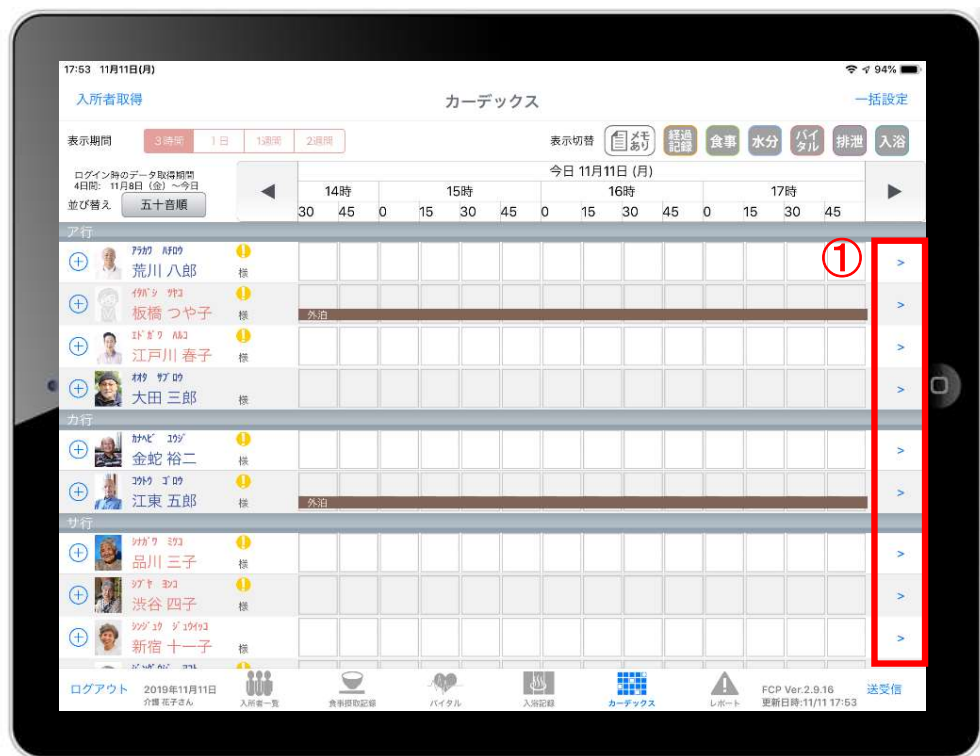 17:53 11月11日(月)
94%
入所者取得
カーデックス
一括設定
表示期間
3時間 1日 1週間 2週間
表示切替
メモあり
経過記録
食事
水分
バイタル
排泄
入浴
ログイン時のデータ取得期間
4日間: 11月8日（金）〜今日
並び替え 五十音順
◀
今日 11月11日 (月)
▶
14時 15時 16時 17時
30 45 0 15 30 45 0 15 30 45 0 15 30 45
ア行
①
ｱﾗｶﾜ ﾊﾁﾛｳ
荒川 八郎 様 >
ｲﾀﾊﾞｼ ﾂﾔｺ
板橋 つや子 様 外泊 >
ｴﾄﾞｶﾞﾜ ﾊﾙｺ
江戸川 春子 様 >
ｵｵﾀ ｻﾌﾞﾛｳ
大田 三郎 様 >
カ行
ｶﾅﾍﾋﾞ ﾕｳｼﾞ
金蛇 裕二 様 >
ｺｳﾄｳ ｺﾞﾛｳ
江東 五郎 様 外泊 >
サ行
ｼﾅｶﾞﾜ ﾐﾂｺ
品川 三子 様 >
ｼﾌﾞﾔ ﾖﾝｺ
渋谷 四子 様 >
ｼﾝｼﾞｭｸ ｼﾞｭｳｲﾁｺ
新宿 十一子 様 >
ログアウト
2019年11月11日
介護 花子さん
入所者一覧
食事摂取記録
バイタル
入浴記録
カーデックス
レポート
FCP Ver.2.9.16
更新日時:11/11 17:53
送受信